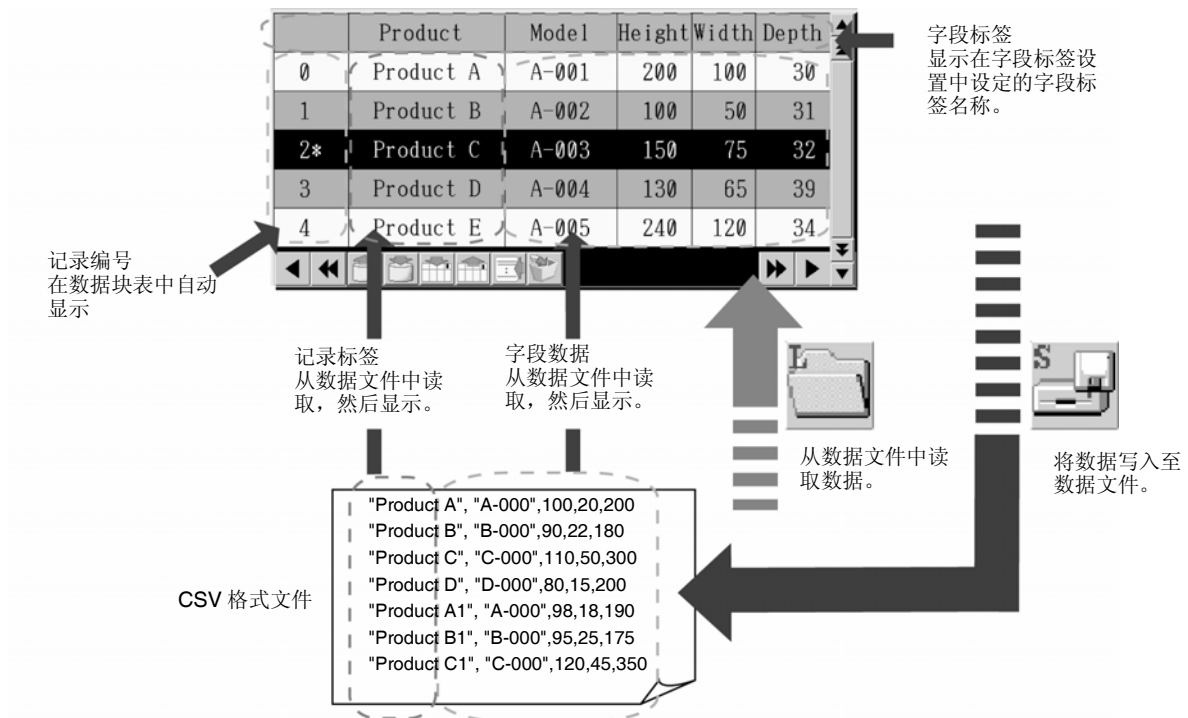 Product Model Height Width Depth
0 Product A A-001 200 100 30
1 Product B A-002 100 50 31
2* Product C A-003 150 75 32
3 Product D A-004 130 65 39
4 Product E A-005 240 120 34
字段标签
显示在字段标签设
置中设定的字段标
签名称。
记录编号
在数据块表中自动
显示
记录标签
从数据文件中读
取，然后显示。
字段数据
从数据文件中读
取，然后显示。
L
从数据文件中读
取数据。
S
将数据写入至
数据文件。
CSV 格式文件
"Product A", "A-000",100,20,200
"Product B", "B-000",90,22,180
"Product C", "C-000",110,50,300
"Product D", "D-000",80,15,200
"Product A1", "A-000",98,18,190
"Product B1", "B-000",95,25,175
"Product C1", "C-000",120,45,350